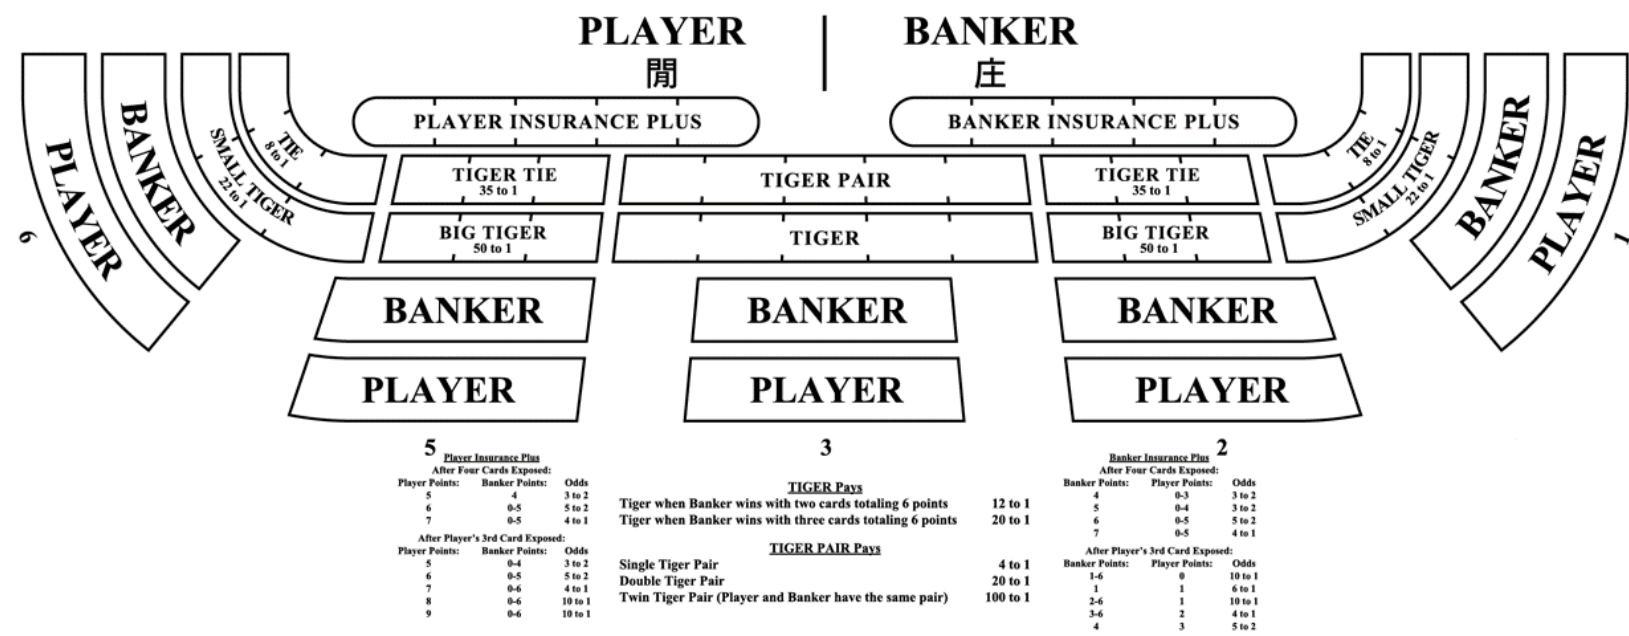 PLAYER
閒
BANKER
庄
PLAYER INSURANCE PLUS
BANKER INSURANCE PLUS
PLAYER
BANKER
SMALL TIGER
22 to 1
TIE
8 to 1
6
TIGER TIE
35 to 1
TIGER PAIR
TIGER TIE
35 to 1
BIG TIGER
50 to 1
TIGER
BIG TIGER
50 to 1
TIE
8 to 1
SMALL TIGER
22 to 1
BANKER
PLAYER
1
BANKER
BANKER
BANKER
PLAYER
PLAYER
PLAYER
5
3
2
Player Insurance Plus
After Four Cards Exposed:
Player Points: Banker Points: Odds
5 4 3 to 2
6 0-5 5 to 2
7 0-5 4 to 1
After Player's 3rd Card Exposed:
Player Points: Banker Points: Odds
5 0-4 3 to 2
6 0-5 5 to 2
7 0-6 4 to 1
8 0-6 10 to 1
9 0-6 10 to 1
TIGER Pays
Tiger when Banker wins with two cards totaling 6 points 12 to 1
Tiger when Banker wins with three cards totaling 6 points 20 to 1
TIGER PAIR Pays
Single Tiger Pair 4 to 1
Double Tiger Pair 20 to 1
Twin Tiger Pair (Player and Banker have the same pair) 100 to 1
Banker Insurance Plus
After Four Cards Exposed:
Banker Points: Player Points: Odds
4 0-3 3 to 2
5 0-4 3 to 2
6 0-5 5 to 2
7 0-5 4 to 1
After Player's 3rd Card Exposed:
Banker Points: Player Points: Odds
1-6 0 10 to 1
1 1 6 to 1
2-6 1 10 to 1
3-6 2 4 to 1
4 3 5 to 2